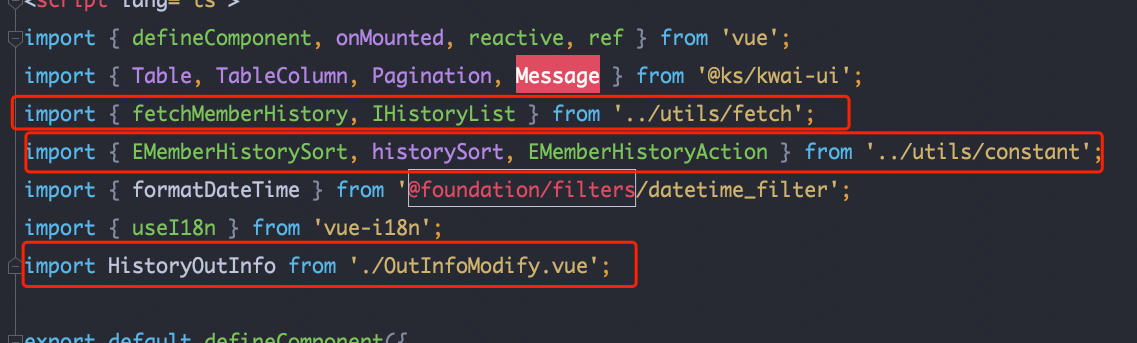 <script lang="ts">
import { defineComponent, onMounted, reactive, ref } from 'vue';
import { Table, TableColumn, Pagination, Message } from '@ks/kwai-ui';
import { fetchMemberHistory, IHistoryList } from '../utils/fetch';
import { EMemberHistorySort, historySort, EMemberHistoryAction } from '../utils/constant';
import { formatDateTime } from '@foundation/filters/datetime_filter';
import { useI18n } from 'vue-i18n';
import HistoryOutInfo from './OutInfoModify.vue';
export default defineComponent({